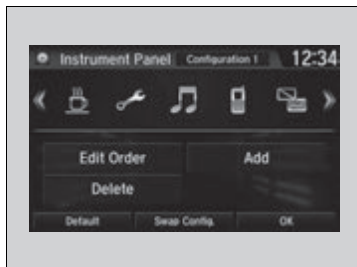 Instrument Panel Configuration 1 12:34
Edit Order Add
Delete
Default Swap Config. OK